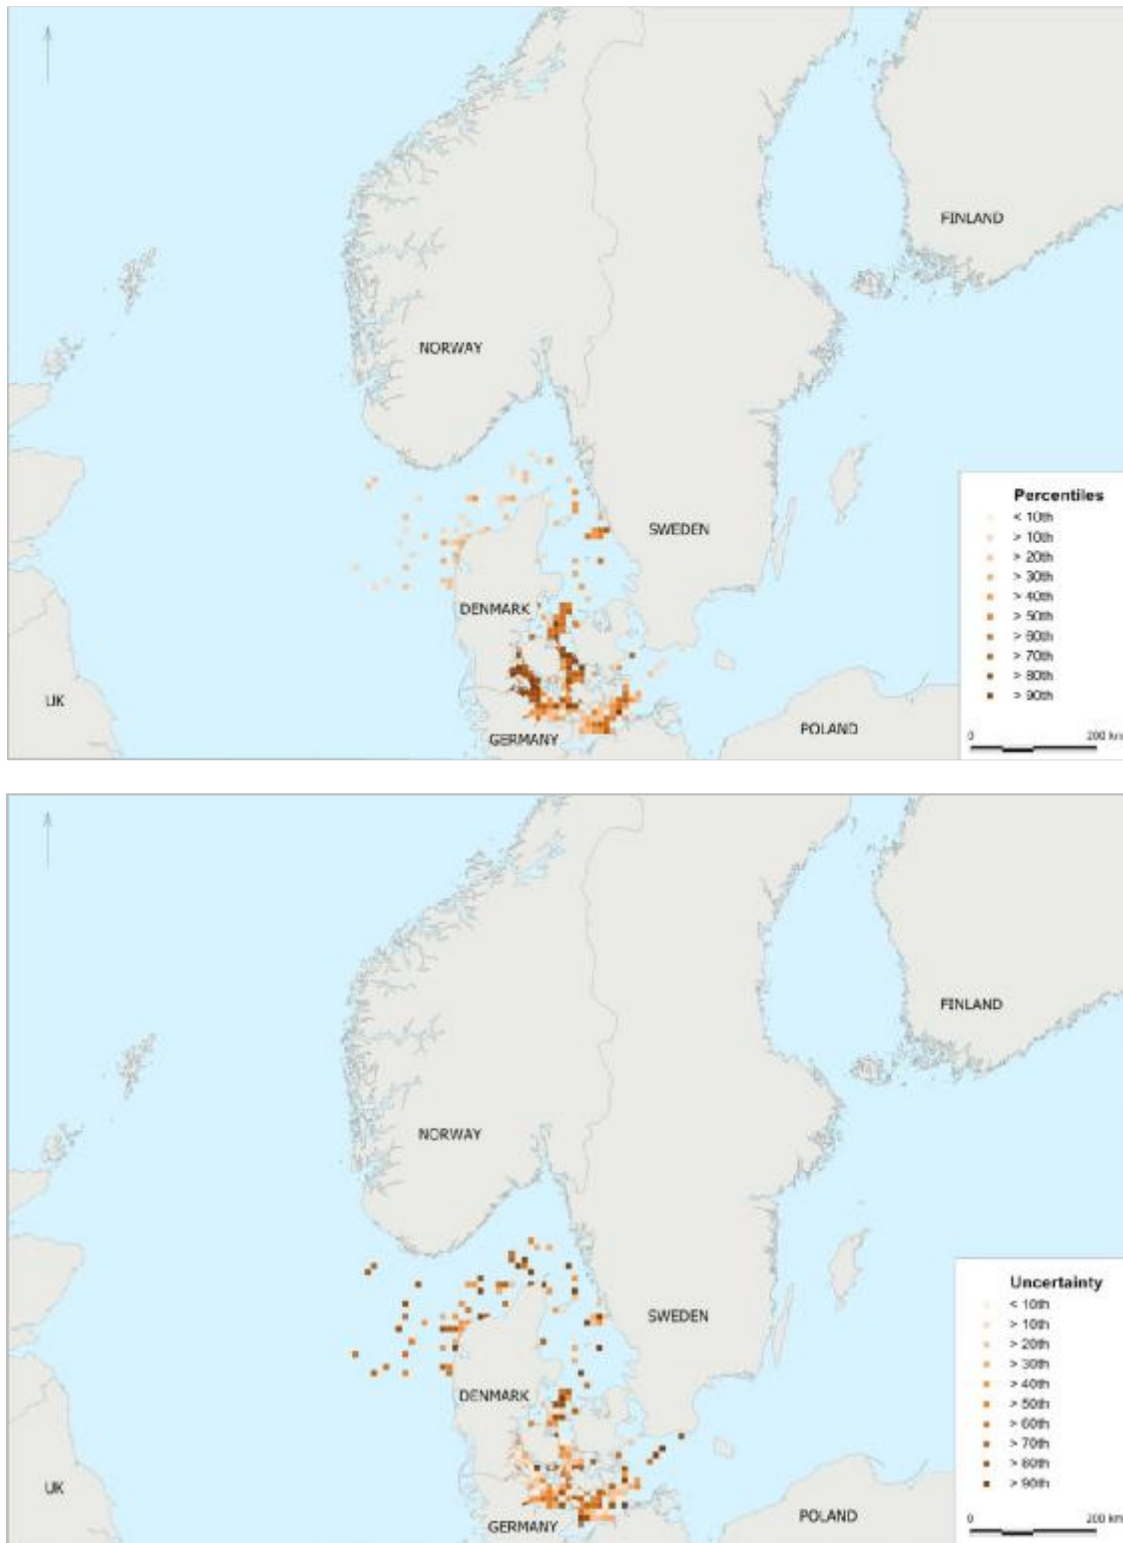 FINLAND
NORWAY
Percentiles
< 10th
> 10th
> 20th
> 30th
> 40th
> 50th
> 60th
> 70th
> 80th
> 90th
SWEDEN
DENMARK
UK
POLAND
GERMANY
0 200 km
FINLAND
NORWAY
Uncertainty
< 10th
> 10th
> 20th
> 30th
> 40th
> 50th
> 60th
> 70th
> 80th
> 90th
SWEDEN
DENMARK
UK
POLAND
GERMANY
0 200 km